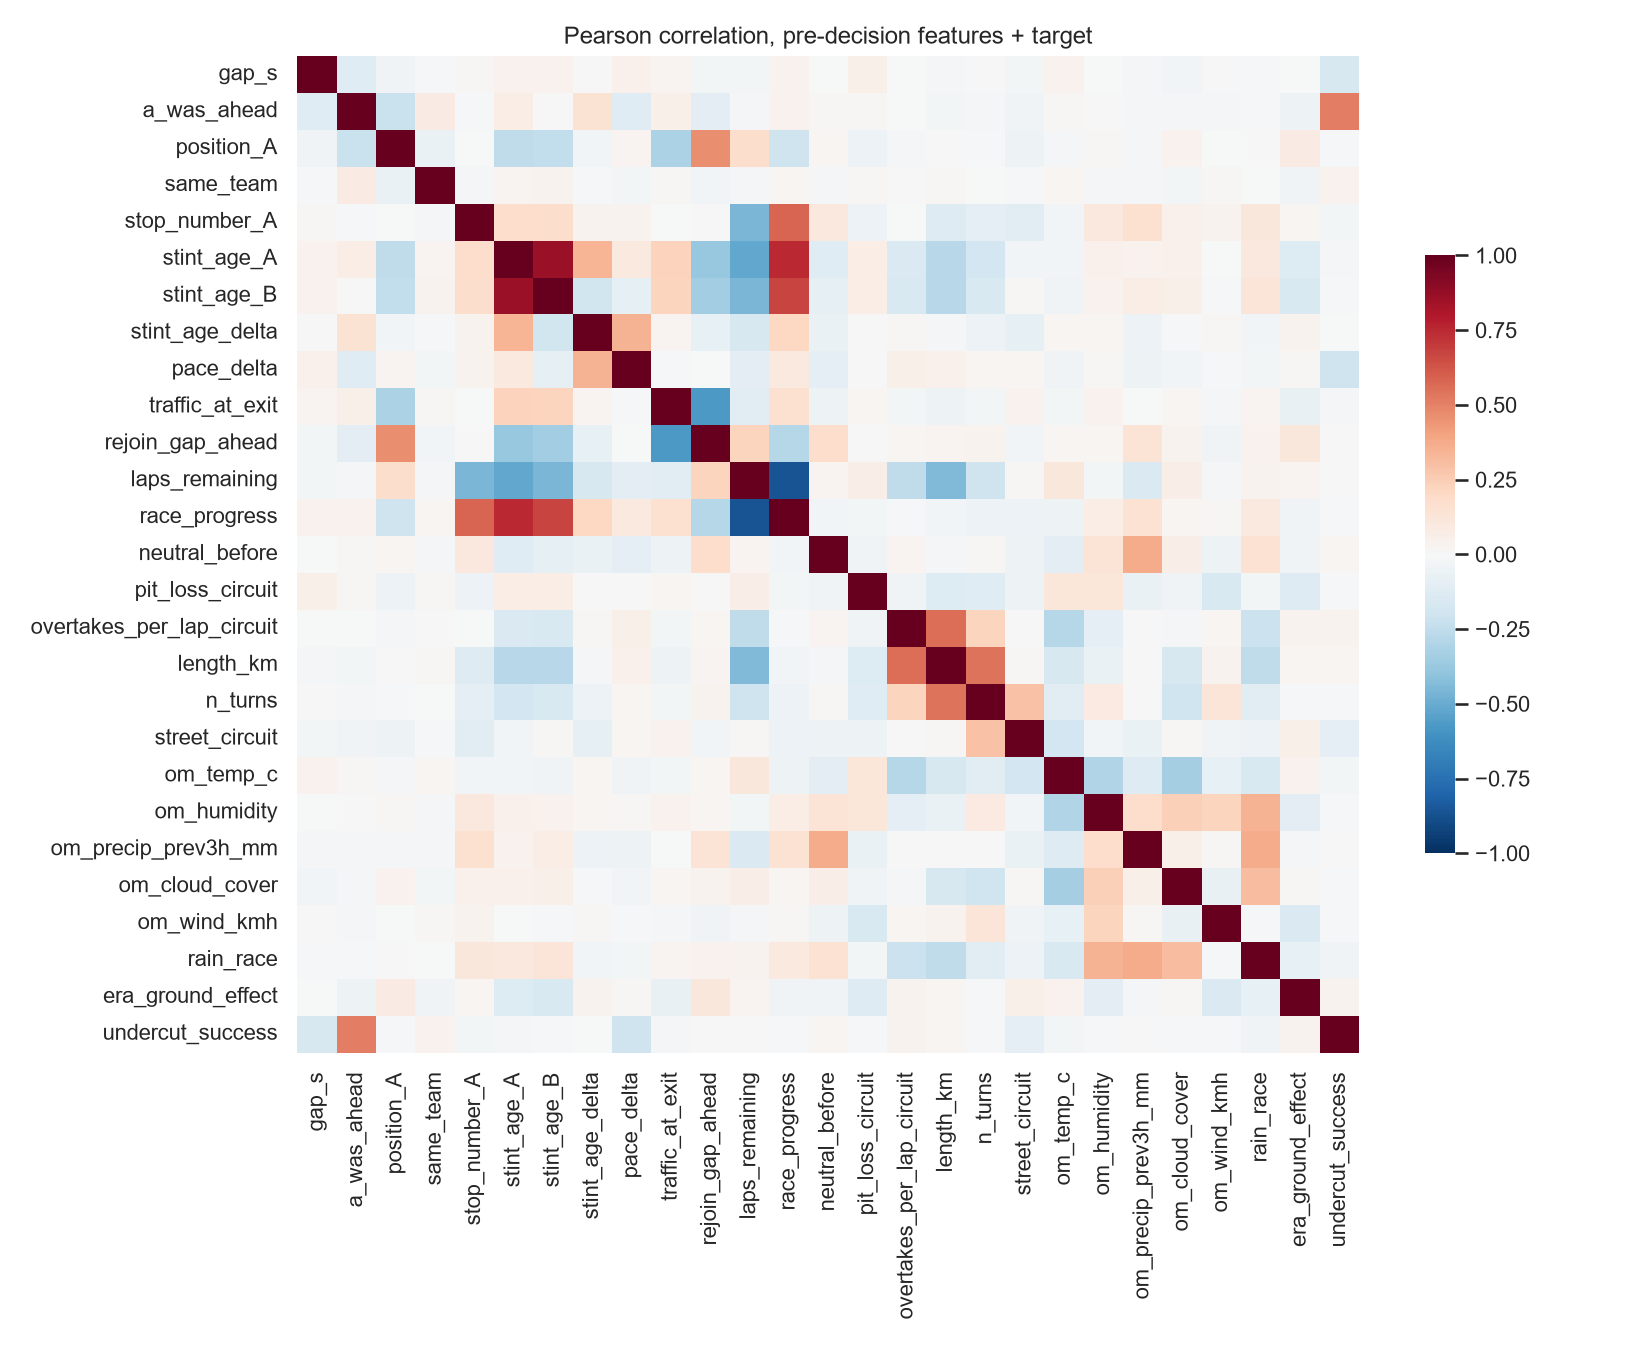 Pearson correlation, pre-decision features + target
gap_s
a_was_ahead
position_A
same_team
stop_number_A
stint_age_A
stint_age_B
stint_age_delta
pace_delta
traffic_at_exit
rejoin_gap_ahead
laps_remaining
race_progress
neutral_before
pit_loss_circuit
overtakes_per_lap_circuit
length_km
n_turns
street_circuit
om_temp_c
om_humidity
om_precip_prev3h_mm
om_cloud_cover
om_wind_kmh
rain_race
era_ground_effect
undercut_success
gap_s
a_was_ahead
position_A
same_team
stop_number_A
stint_age_A
stint_age_B
stint_age_delta
pace_delta
traffic_at_exit
rejoin_gap_ahead
laps_remaining
race_progress
neutral_before
pit_loss_circuit
overtakes_per_lap_circuit
length_km
n_turns
street_circuit
om_temp_c
om_humidity
om_precip_prev3h_mm
om_cloud_cover
om_wind_kmh
rain_race
era_ground_effect
undercut_success
1.00
0.75
0.50
0.25
0.00
−0.25
−0.50
−0.75
−1.00